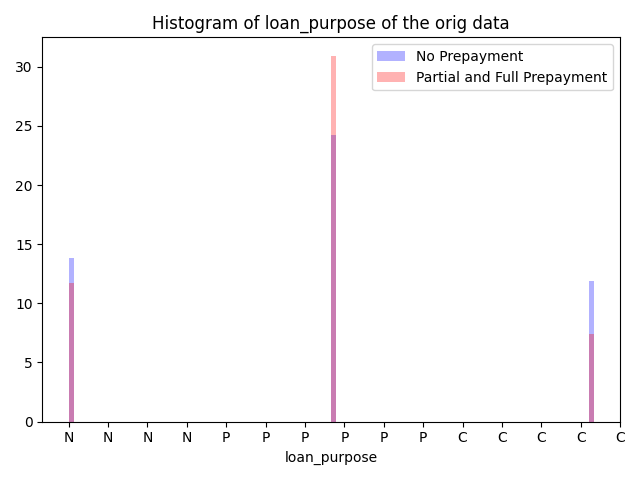 Histogram of loan_purpose of the orig data
No Prepayment
Partial and Full Prepayment
30
25
20
15
10
5
0
N N N N P P P P P P C C C C C
loan_purpose